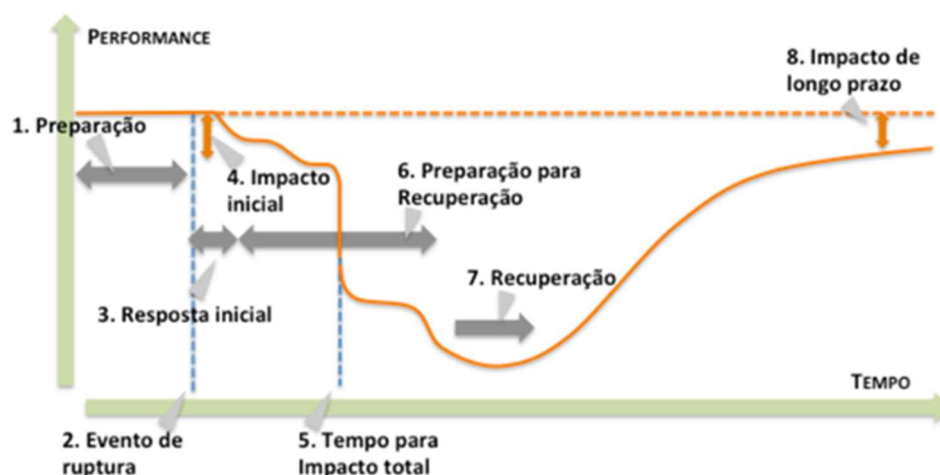 PERFORMANCE
8. Impacto de
longo prazo
1. Preparação
4. Impacto
inicial
6. Preparação para
Recuperação
7. Recuperação
3. Resposta inicial
TEMPO
2. Evento de
ruptura
5. Tempo para
Impacto total